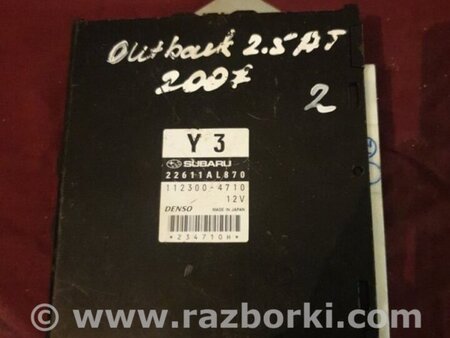 Outback 2.5 AT
2007
2
Y 3
SUBARU
22611AL870
112300-4710
12V
DENSO MADE IN JAPAN
*234710H*
© www.razborki.com